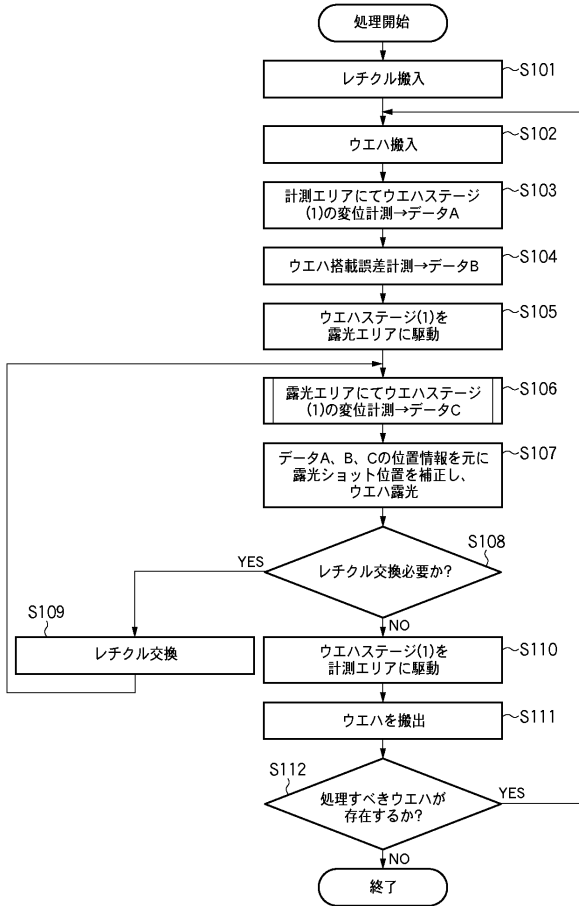 処理開始
レチクル搬入
S101
ウエハ搬入
S102
計測エリアにてウエハステージ
(1)の変位計測→データA
S103
ウエハ搭載誤差計測→データB
S104
ウエハステージ(1)を
露光エリアに駆動
S105
露光エリアにてウエハステージ
(1)の変位計測→データC
S106
データA、B、Cの位置情報を元に
露光ショット位置を補正し、
ウエハ露光
S107
レチクル交換必要か?
S108
YES
NO
レチクル交換
S109
ウエハステージ(1)を
計測エリアに駆動
S110
ウエハを搬出
S111
処理すべきウエハが
存在するか?
S112
YES
NO
終了